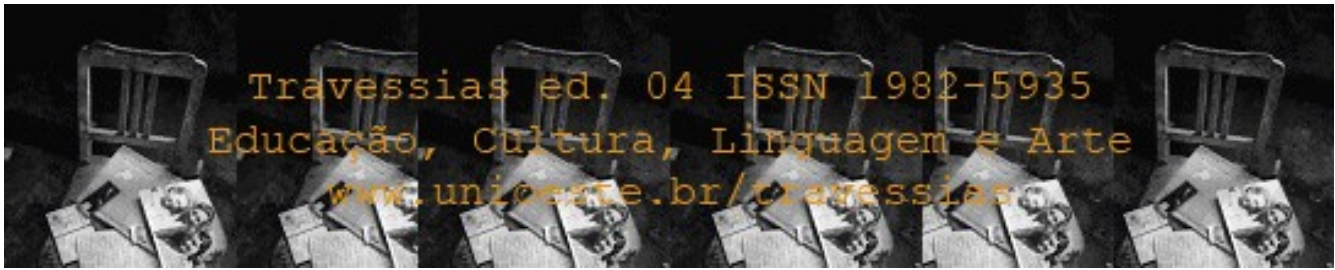 Travessias ed. 04 ISSN 1982-5935
Educação, Cultura, Linguagem e Arte
www.unioeste.br/travessias